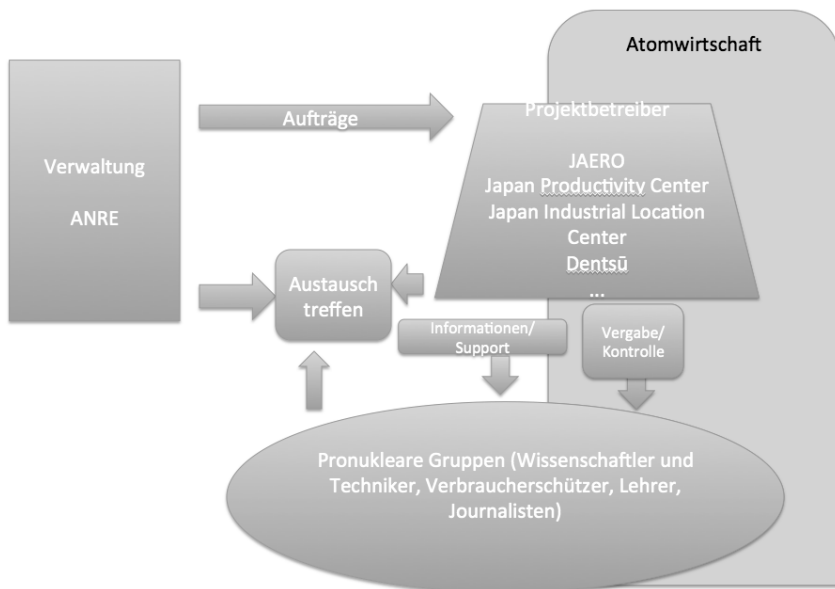 Atomwirtschaft
Verwaltung
ANRE
Aufträge
Projektbetreiber
JAERO
Japan Productivity Center
Japan Industrial Location
Center
Dentsū
...
Austausch
treffen
Informationen/
Support
Vergabe/
Kontrolle
Pronukleare Gruppen (Wissenschaftler und
Techniker, Verbraucherschützer, Lehrer,
Journalisten)